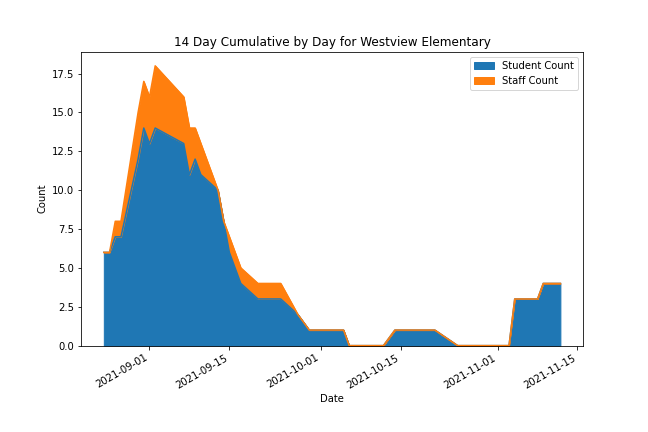 14 Day Cumulative by Day for Westview Elementary
Student Count
Staff Count
17.5
15.0
12.5
10.0
7.5
5.0
2.5
0.0
Count
2021-09-01
2021-09-15
2021-10-01
2021-10-15
2021-11-01
2021-11-15
Date